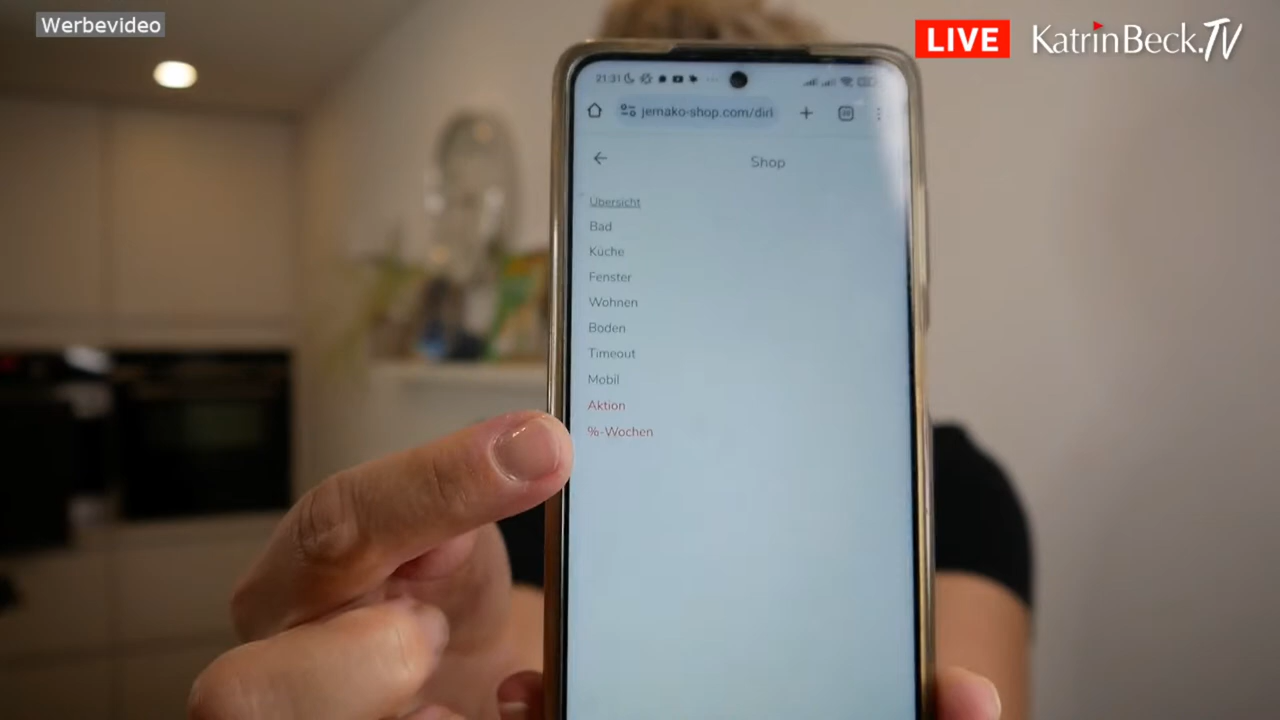 Werbevideo
LIVE KatrinBeck.TV
21:31
jemako-shop.com/diri
Shop
Übersicht
Bad
Küche
Fenster
Wohnen
Boden
Timeout
Mobil
Aktion
%-Wochen